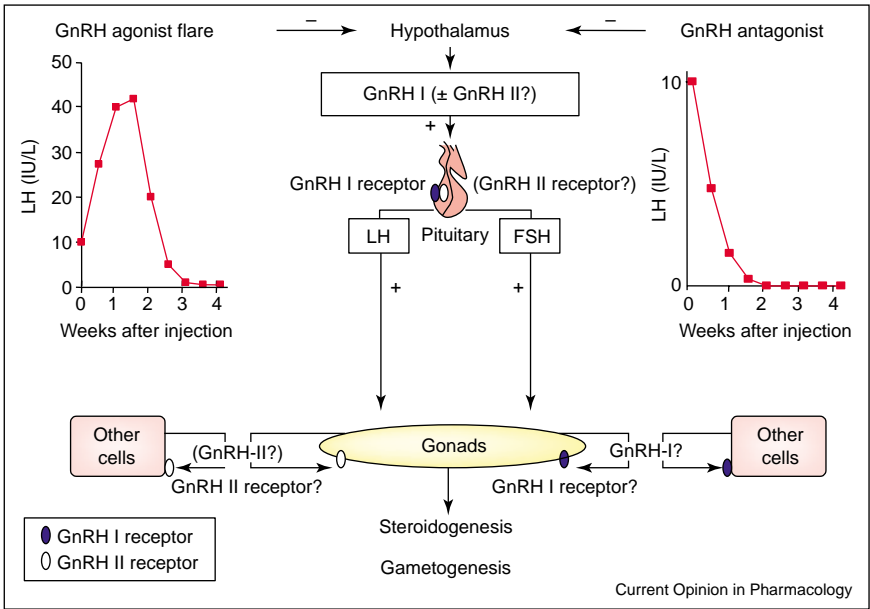 GnRH agonist flare
–
Hypothalamus
–
GnRH antagonist
GnRH I (± GnRH II?)
+
GnRH I receptor
(GnRH II receptor?)
LH
Pituitary
FSH
+
+
LH (IU/L)
50
40
30
20
10
0
0 1 2 3 4
Weeks after injection
LH (IU/L)
10
0
0 1 2 3 4
Weeks after injection
Other
cells
(GnRH-II?)
GnRH II receptor?
Gonads
GnRH-I?
GnRH I receptor?
Other
cells
Steroidogenesis
Gametogenesis
GnRH I receptor
GnRH II receptor
Current Opinion in Pharmacology